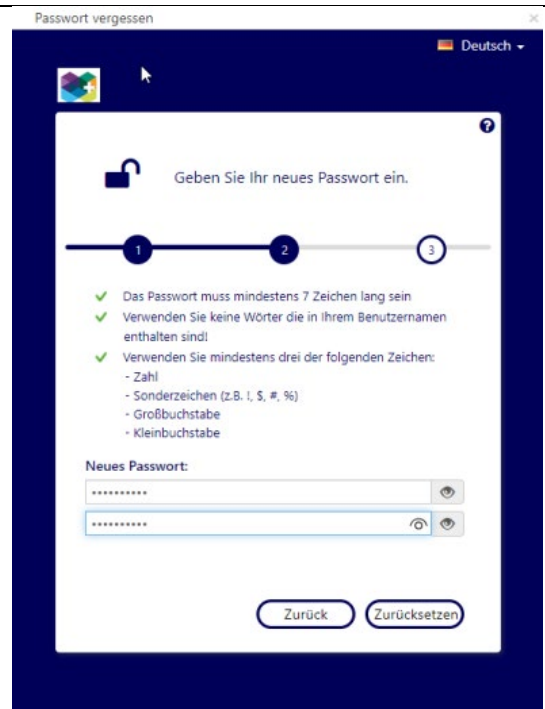 Passwort vergessen
Deutsch
Geben Sie Ihr neues Passwort ein.
1 2 3
Das Passwort muss mindestens 7 Zeichen lang sein
Verwenden Sie keine Wörter die in Ihrem Benutzernamen
enthalten sind!
Verwenden Sie mindestens drei der folgenden Zeichen:
- Zahl
- Sonderzeichen (z.B. !, $, #, %)
- Großbuchstabe
- Kleinbuchstabe
Neues Passwort:
Zurück Zurücksetzen